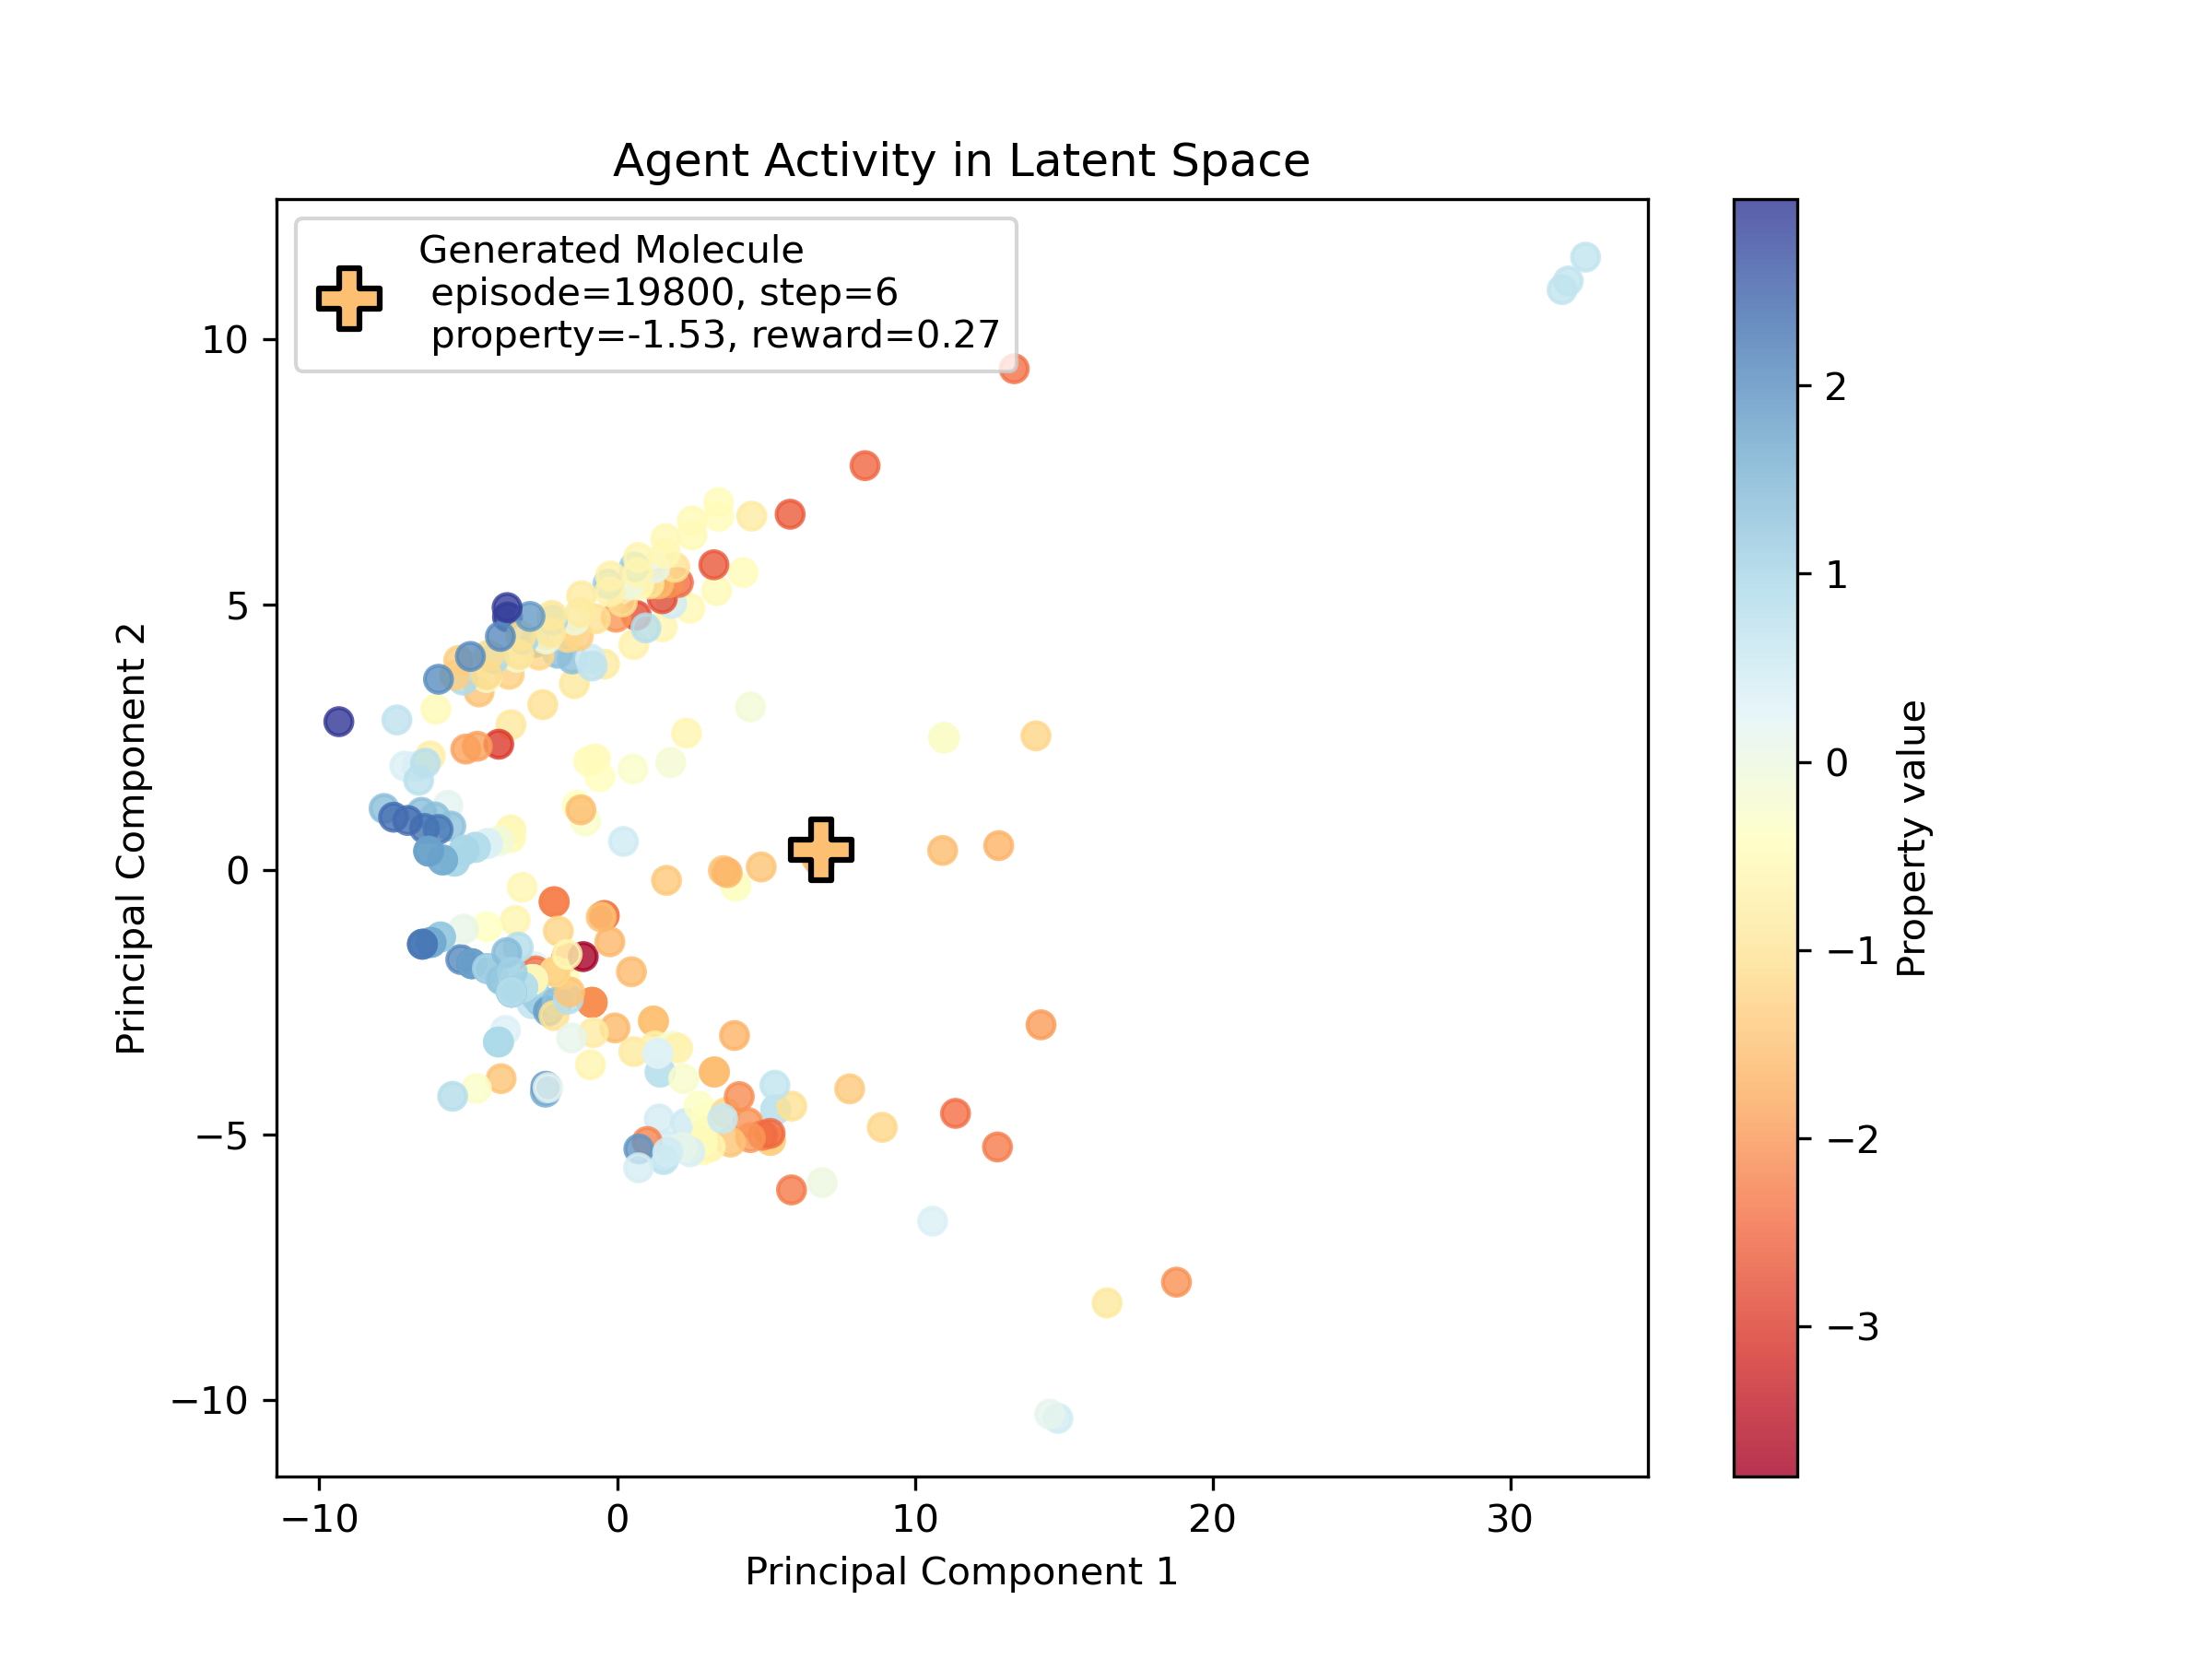 Agent Activity in Latent Space
Generated Molecule
episode=19800, step=6
property=-1.53, reward=0.27
10
5
0
−5
−10
Principal Component 2
−10
0
10
20
30
Principal Component 1
2
1
0
−1
−2
−3
Property value